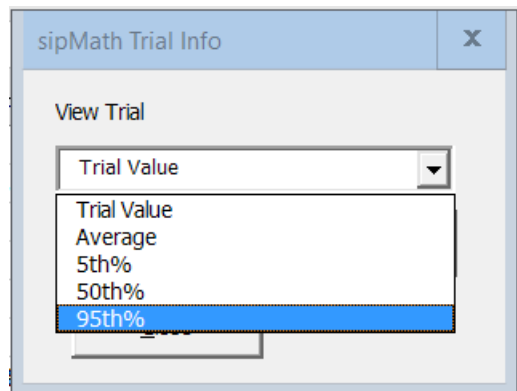 sipMath Trial Info
x
View Trial
Trial Value
Trial Value
Average
5th%
50th%
95th%